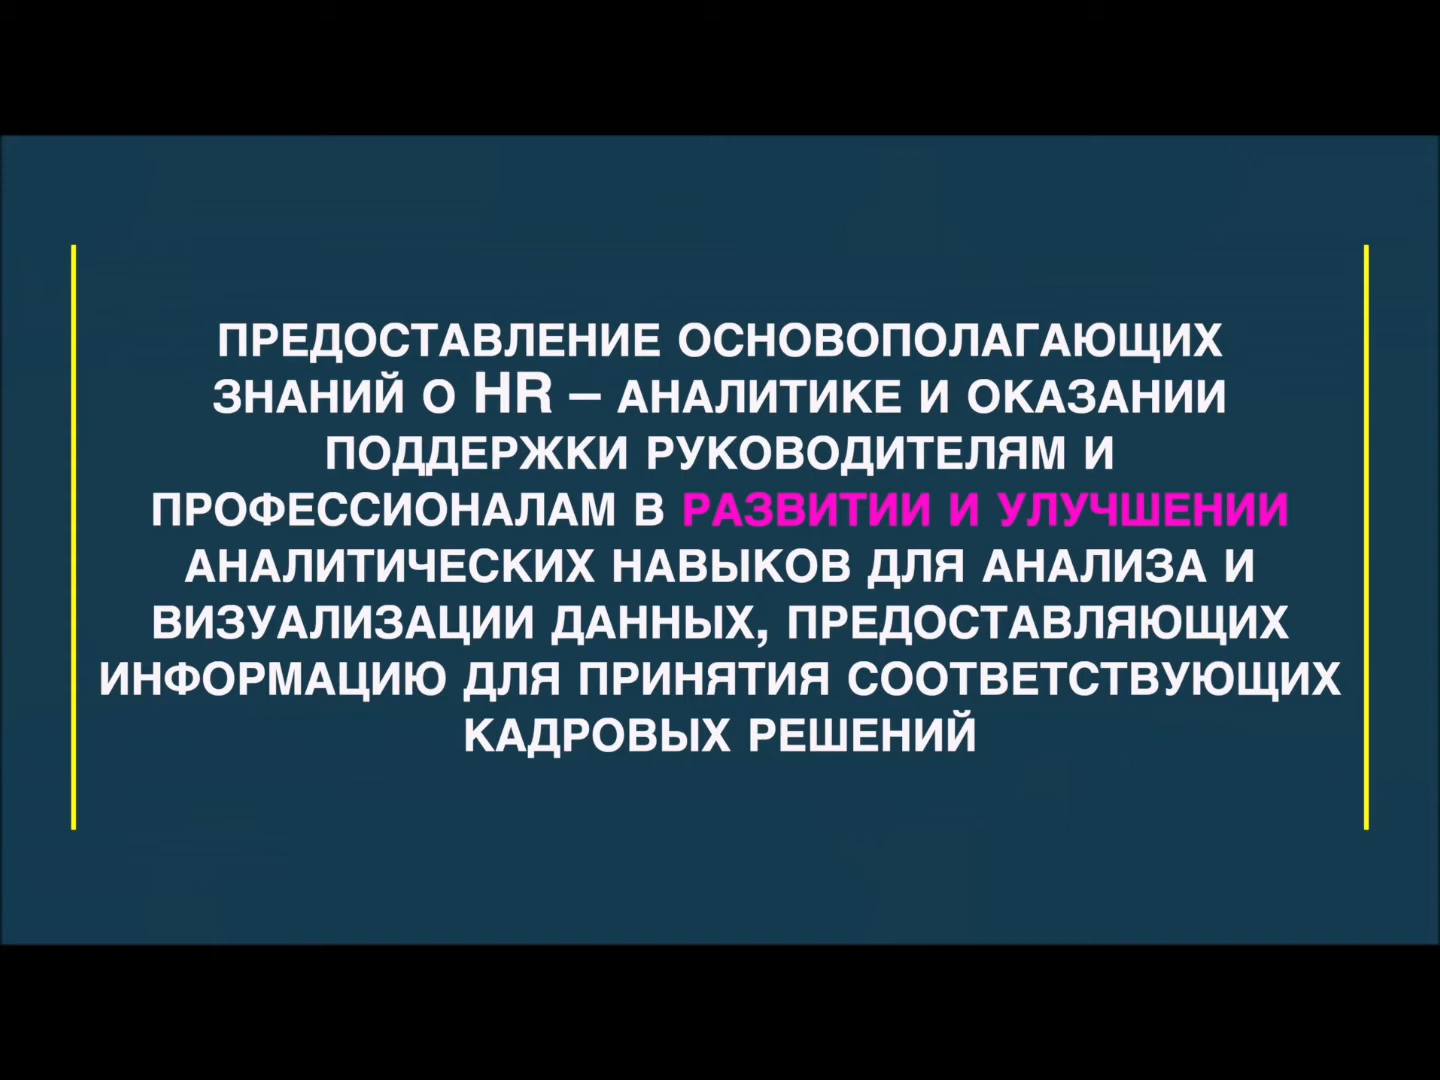 ПРЕДОСТАВЛЕНИЕ ОСНОВОПОЛАГАЮЩИХ
ЗНАНИЙ О HR – АНАЛИТИКЕ И ОКАЗАНИИ
ПОДДЕРЖКИ РУКОВОДИТЕЛЯМ И
ПРОФЕССИОНАЛАМ В РАЗВИТИИ И УЛУЧШЕНИИ
АНАЛИТИЧЕСКИХ НАВЫКОВ ДЛЯ АНАЛИЗА И
ВИЗУАЛИЗАЦИИ ДАННЫХ, ПРЕДОСТАВЛЯЮЩИХ
ИНФОРМАЦИЮ ДЛЯ ПРИНЯТИЯ СООТВЕТСТВУЮЩИХ
КАДРОВЫХ РЕШЕНИЙ